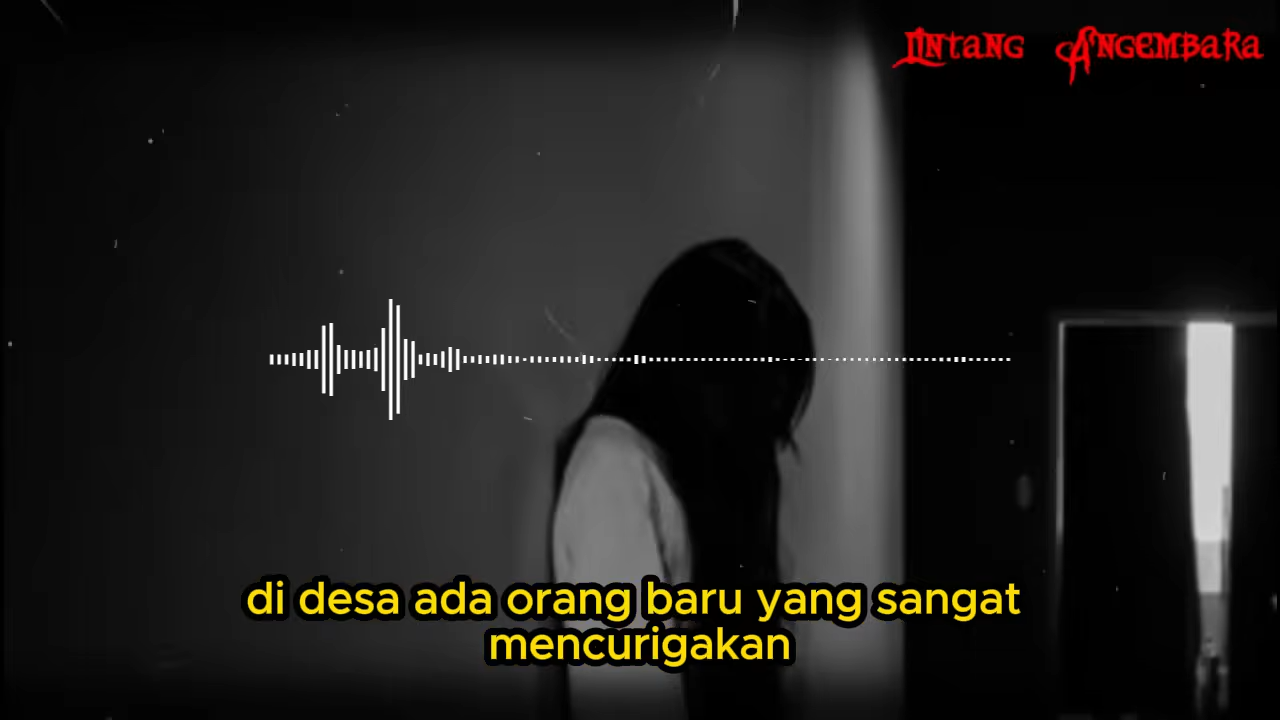 Lintang Angembara
di desa ada orang baru yang sangat
mencurigakan